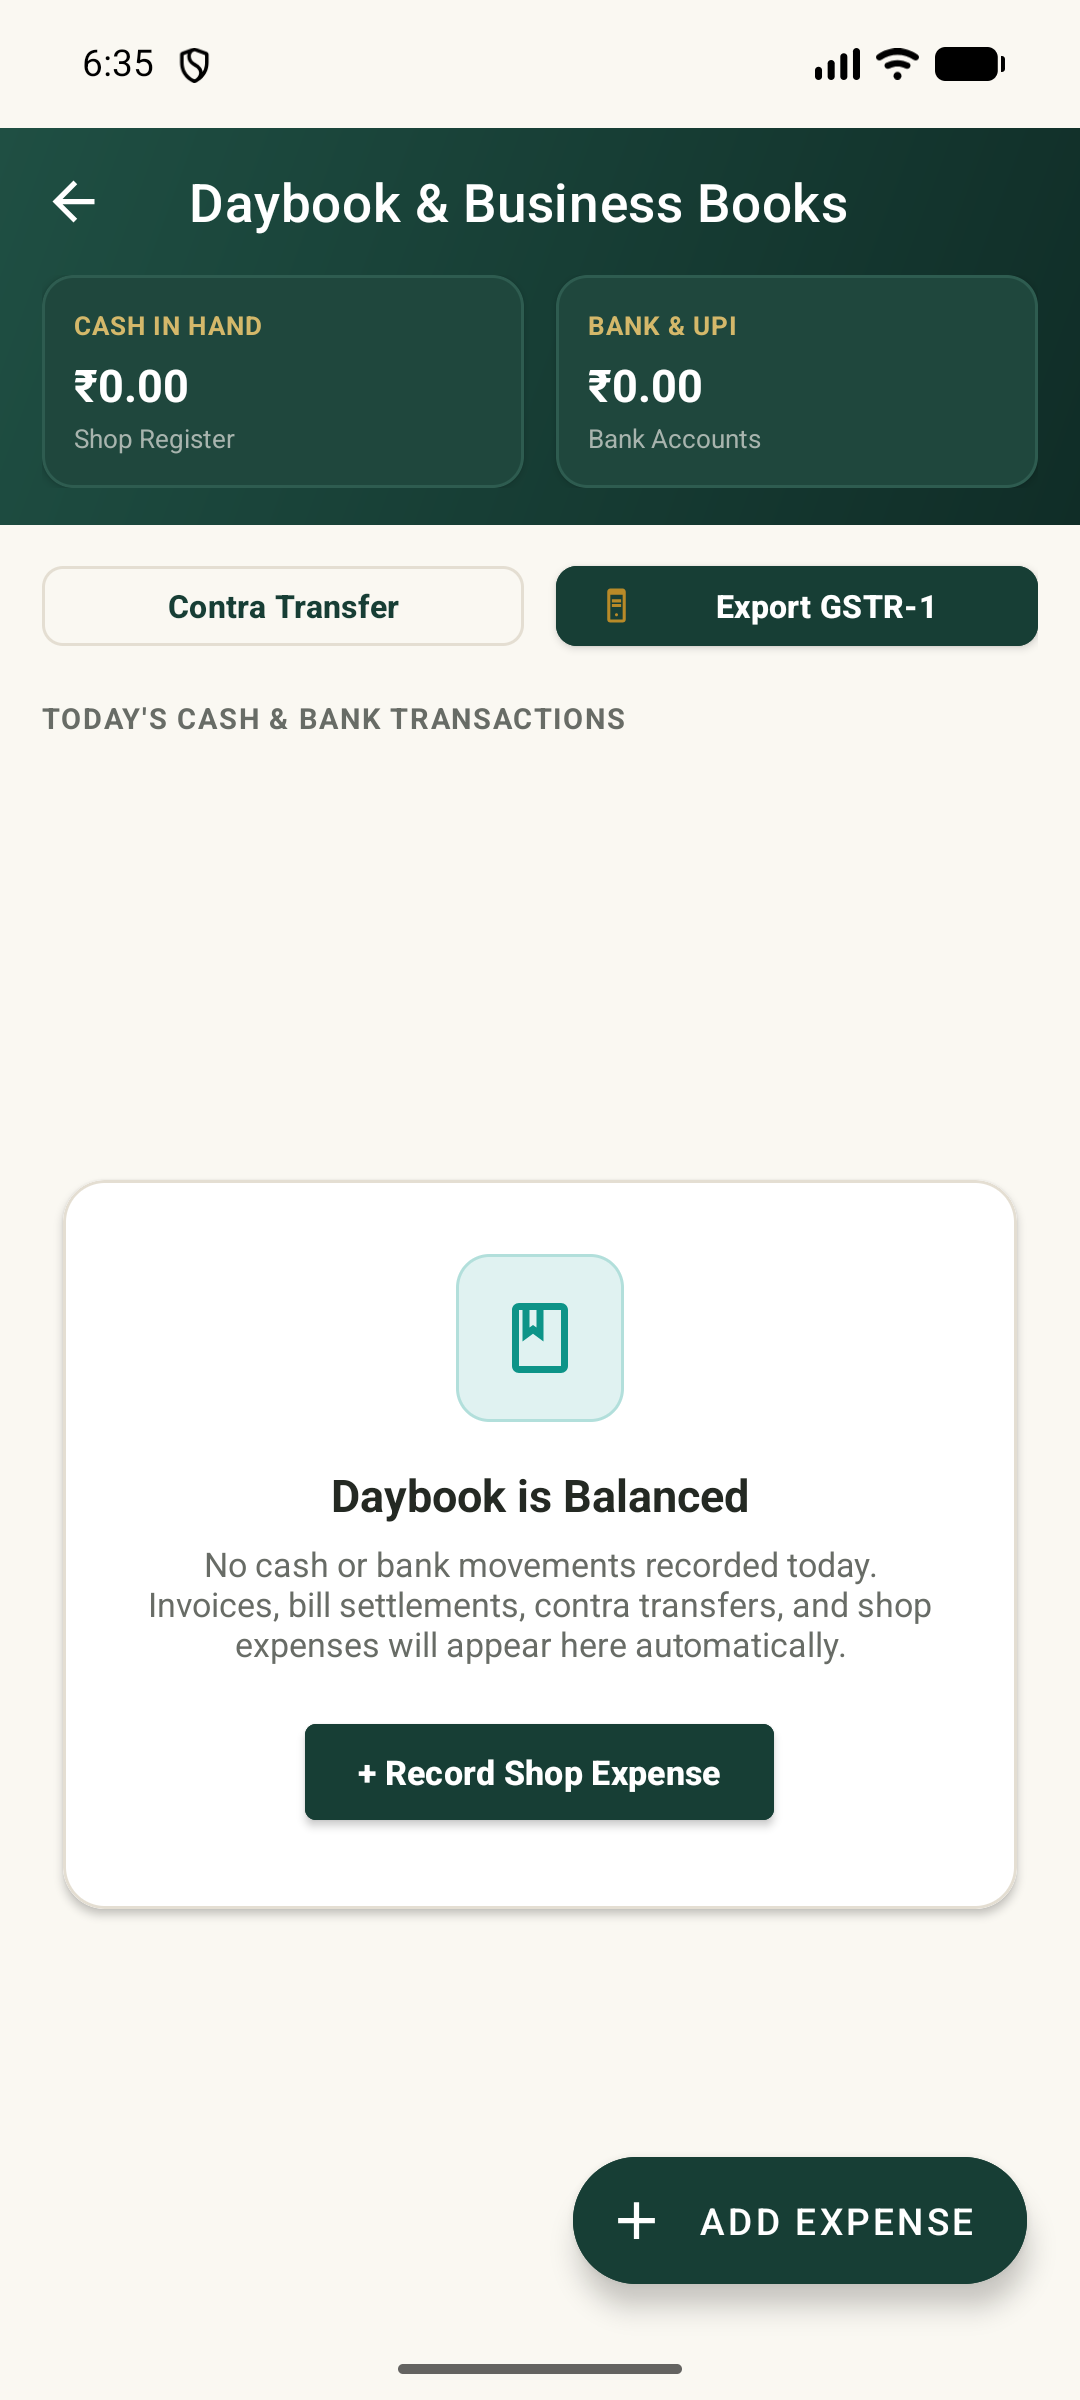 6:35
Daybook & Business Books
CASH IN HAND
₹0.00
Shop Register
BANK & UPI
₹0.00
Bank Accounts
Contra Transfer
Export GSTR-1
TODAY'S CASH & BANK TRANSACTIONS
Daybook is Balanced
No cash or bank movements recorded today.
Invoices, bill settlements, contra transfers, and shop
expenses will appear here automatically.
+ Record Shop Expense
ADD EXPENSE